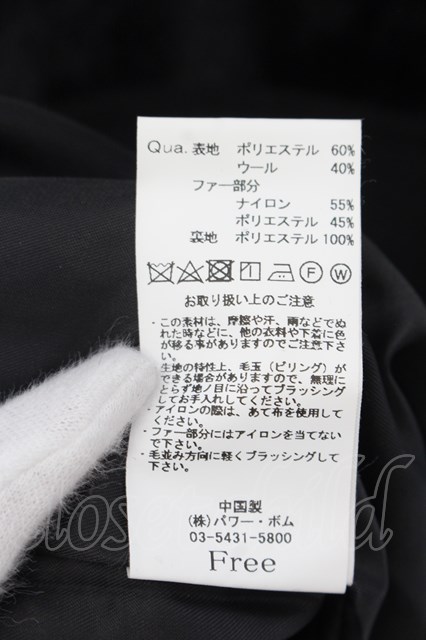 Qua. 表地 ポリエステル 60%
ウール 40%
ファー部分
ナイロン 55%
ポリエステル 45%
裏地 ポリエステル 100%
F W
お取り扱い上のご注意
・この素材は、摩擦や汗、雨などでぬ
れた時などに、他の衣料や下着に色
が移る事がありますのでご注意下さ
い。
生地の特性上、毛玉(ピリング)が
できる場合がありますので、無理に
とらず地ノ目に沿ってブラッシング
してお手入れしてください。
・アイロンの際は、あて布を使用して
ください。
・ファー部分にはアイロンを当てない
で下さい。
・毛並み方向に軽くブラッシングして
下さい。
中国製
(株)パワー・ボム
03-5431-5800
Free